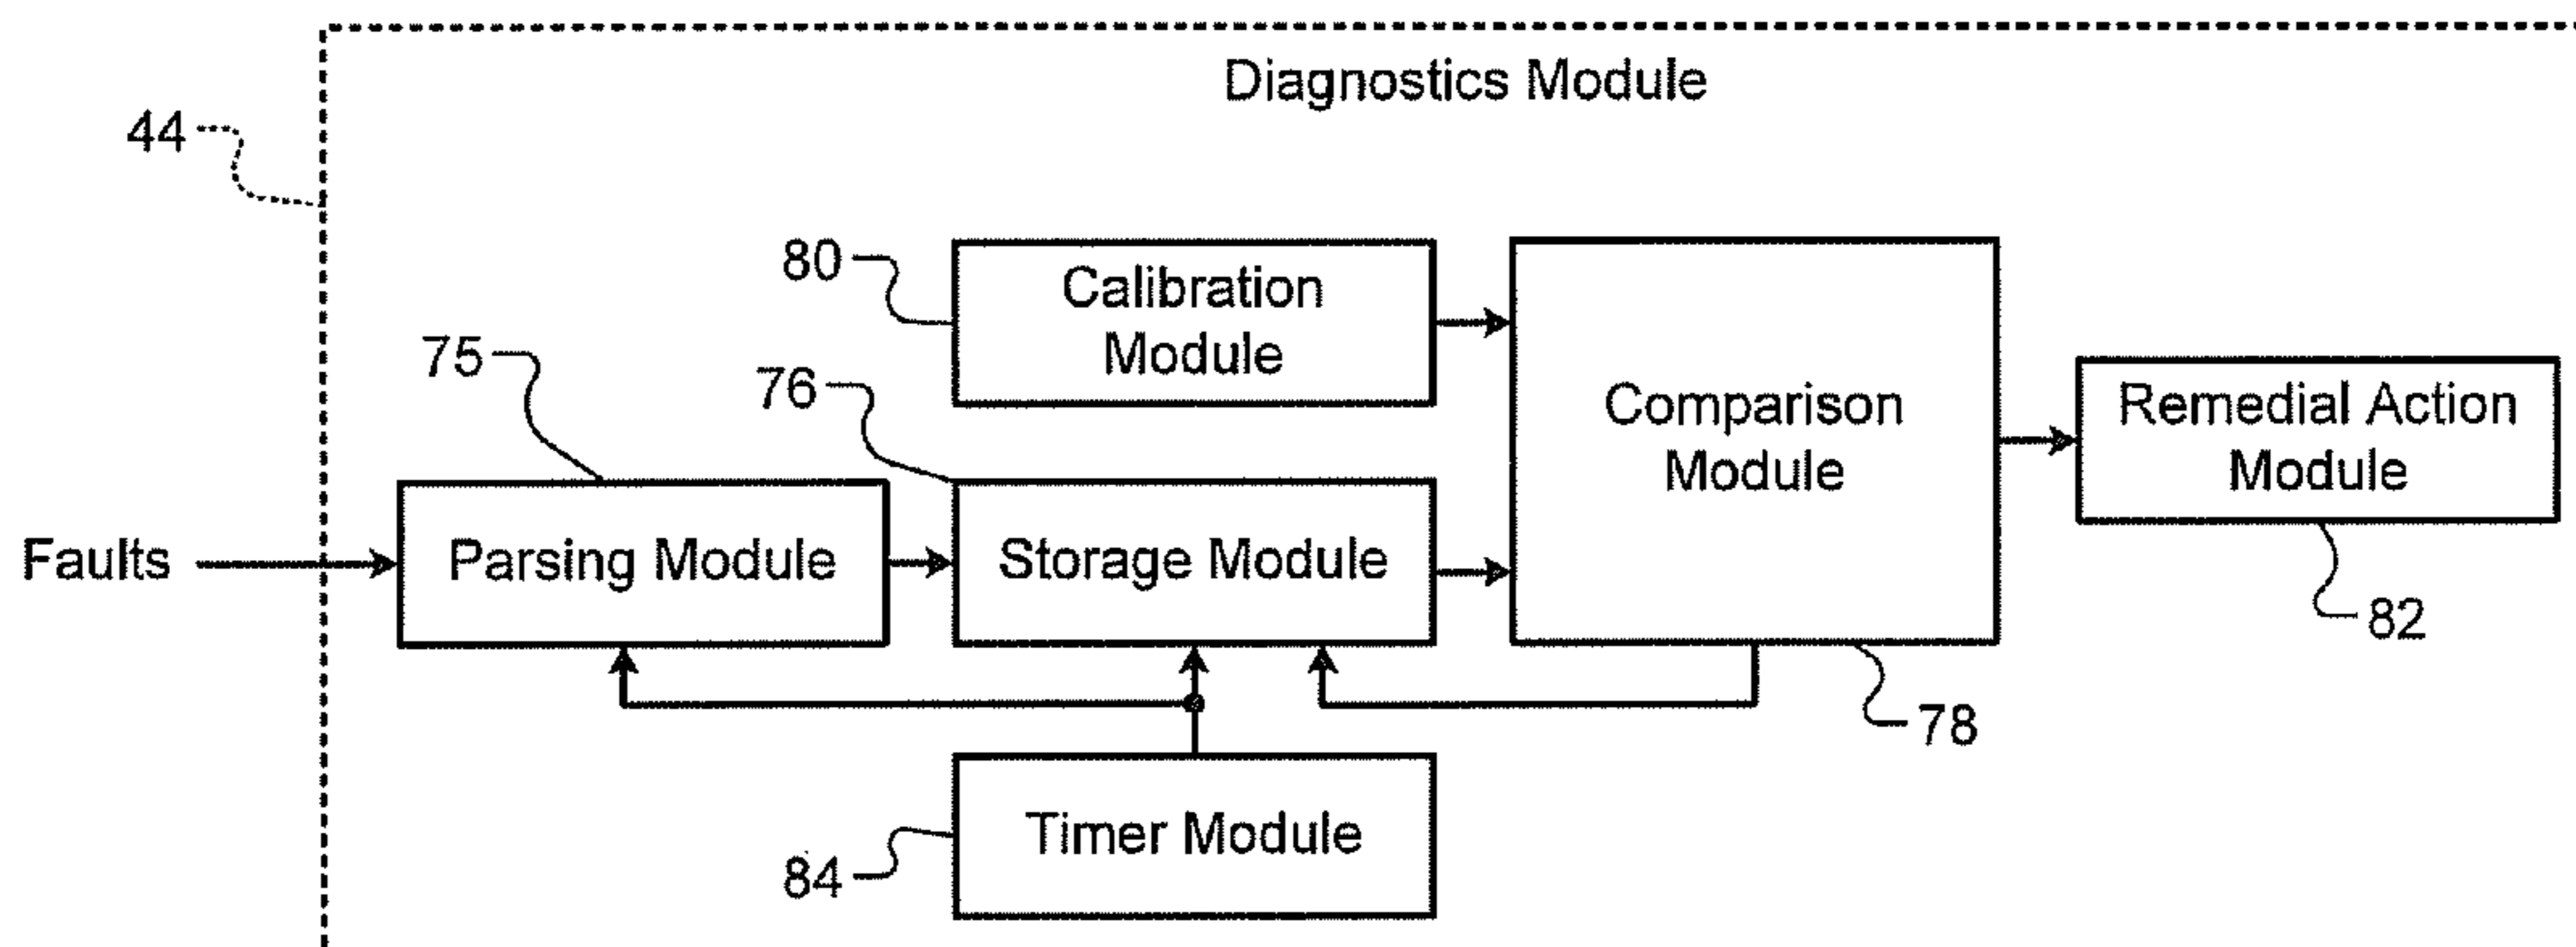 Diagnostics Module
44
80
Calibration
Module
75
76
Comparison
Module
Remedial Action
Module
Faults
Parsing Module
Storage Module
82
78
Timer Module
84